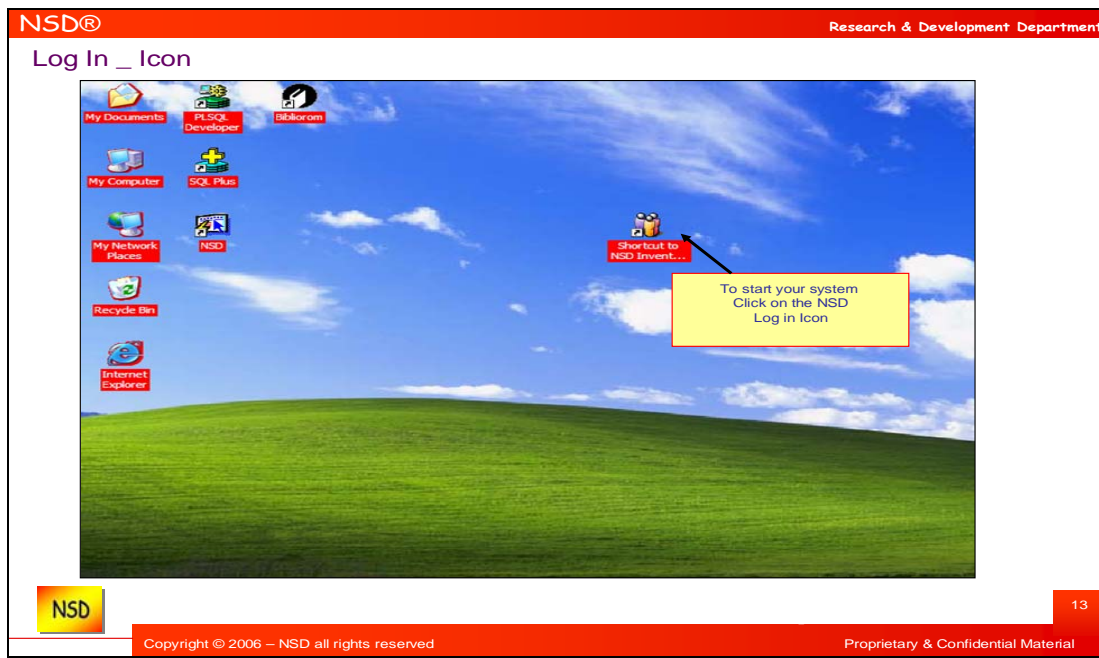 NSD®
Research & Development Department
Log In _ Icon
My Documents
PLSQL
Developer
Bibliorom
My Computer
SQL Plus
My Network
Places
NSD
Shortcut to
NSD Invent...
Recycle Bin
To start your system
Click on the NSD
Log in Icon
Internet
Explorer
NSD
13
Copyright © 2006 – NSD all rights reserved
Proprietary & Confidential Material